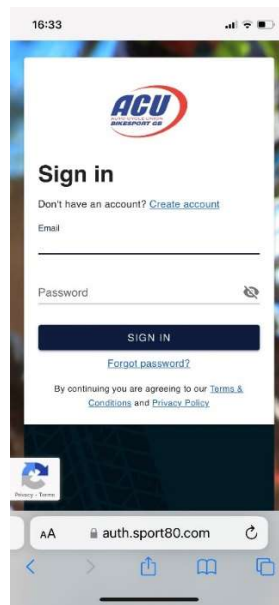 16:33
ACU
AUTO CYCLE UNION
BIKESPORT GB
Sign in
Don't have an account? Create account
Email
Password
SIGN IN
Forgot password?
By continuing you are agreeing to our Terms &
Conditions and Privacy Policy
Privacy - Terms
AA auth.sport80.com